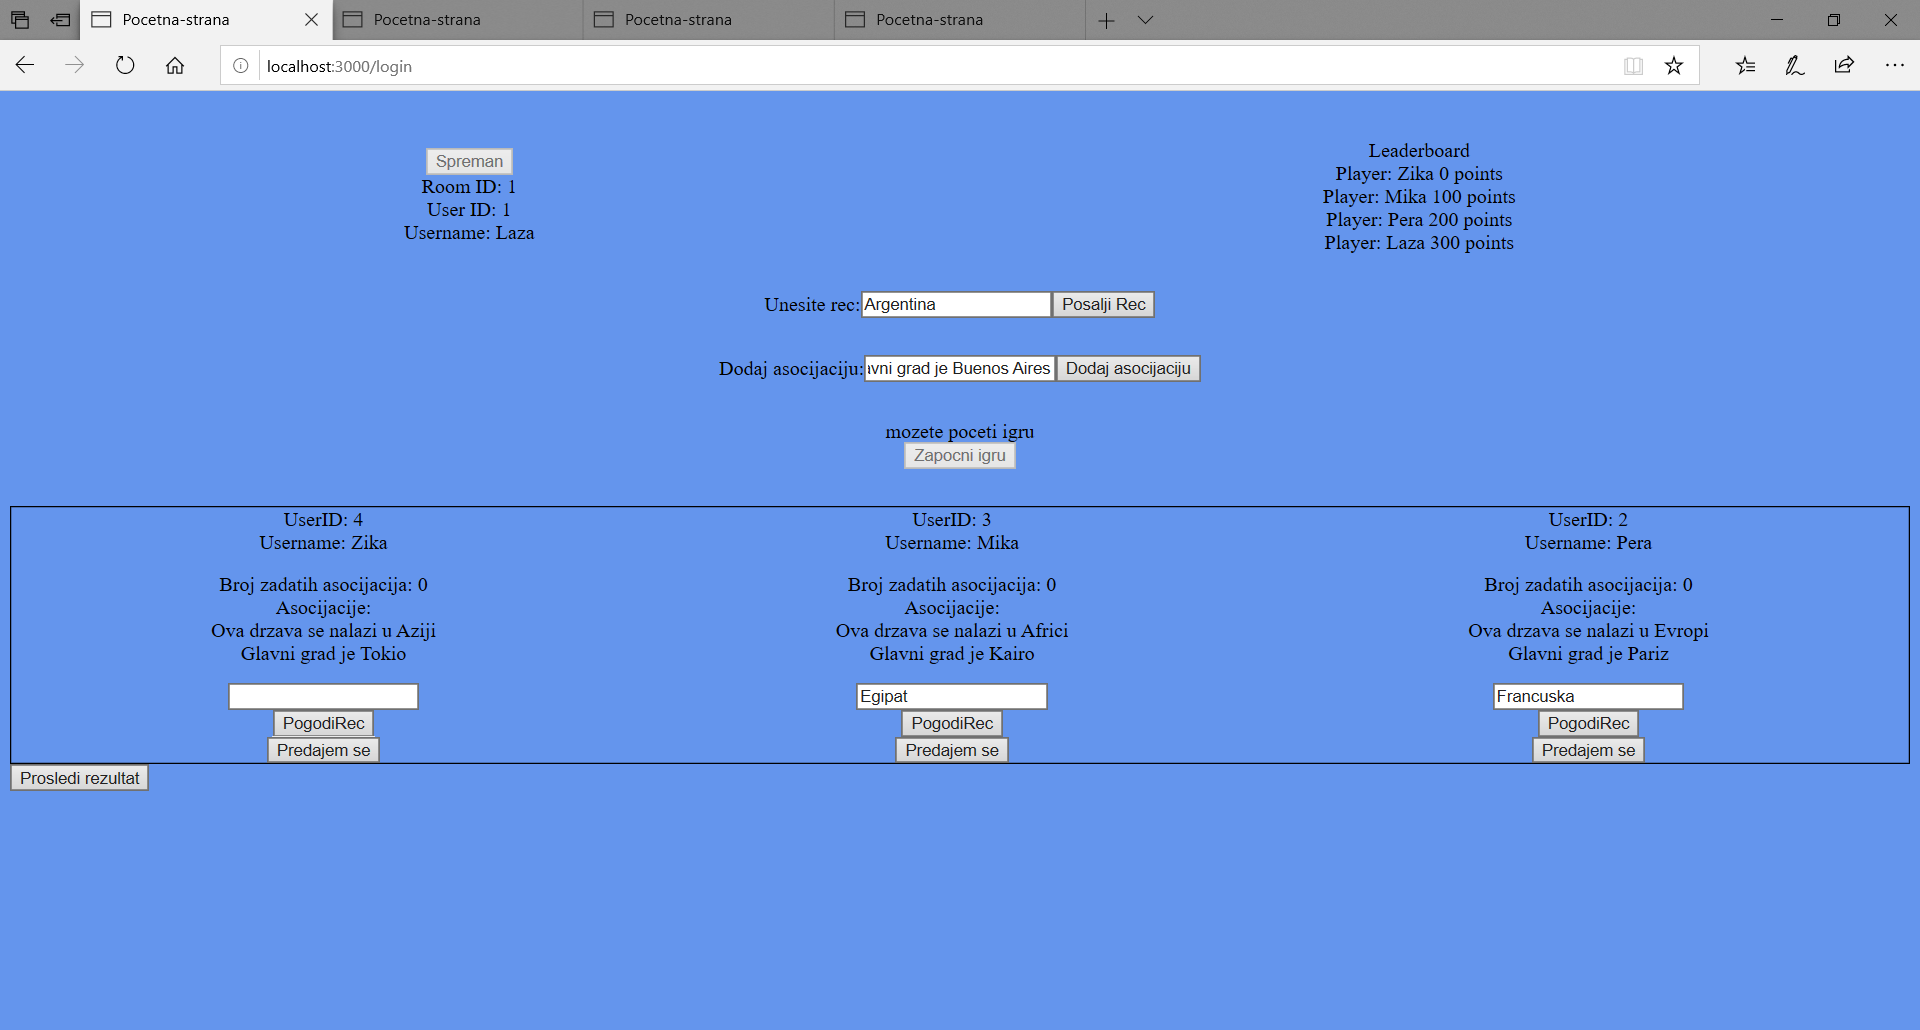 Pocetna-strana
Pocetna-strana
Pocetna-strana
Pocetna-strana
localhost:3000/login
Spreman
Room ID: 1
User ID: 1
Username: Laza
Leaderboard
Player: Zika 0 points
Player: Mika 100 points
Player: Pera 200 points
Player: Laza 300 points
Unesite rec: Argentina Posalji Rec
Dodaj asocijaciju: avni grad je Buenos Aires Dodaj asocijaciju
mozete poceti igru
Zapocni igru
UserID: 4
Username: Zika
Broj zadatih asocijacija: 0
Asocijacije:
Ova drzava se nalazi u Aziji
Glavni grad je Tokio
PogodiRec
Predajem se
UserID: 3
Username: Mika
Broj zadatih asocijacija: 0
Asocijacije:
Ova drzava se nalazi u Africi
Glavni grad je Kairo
Egipat
PogodiRec
Predajem se
UserID: 2
Username: Pera
Broj zadatih asocijacija: 0
Asocijacije:
Ova drzava se nalazi u Evropi
Glavni grad je Pariz
Francuska
PogodiRec
Predajem se
Prosledi rezultat